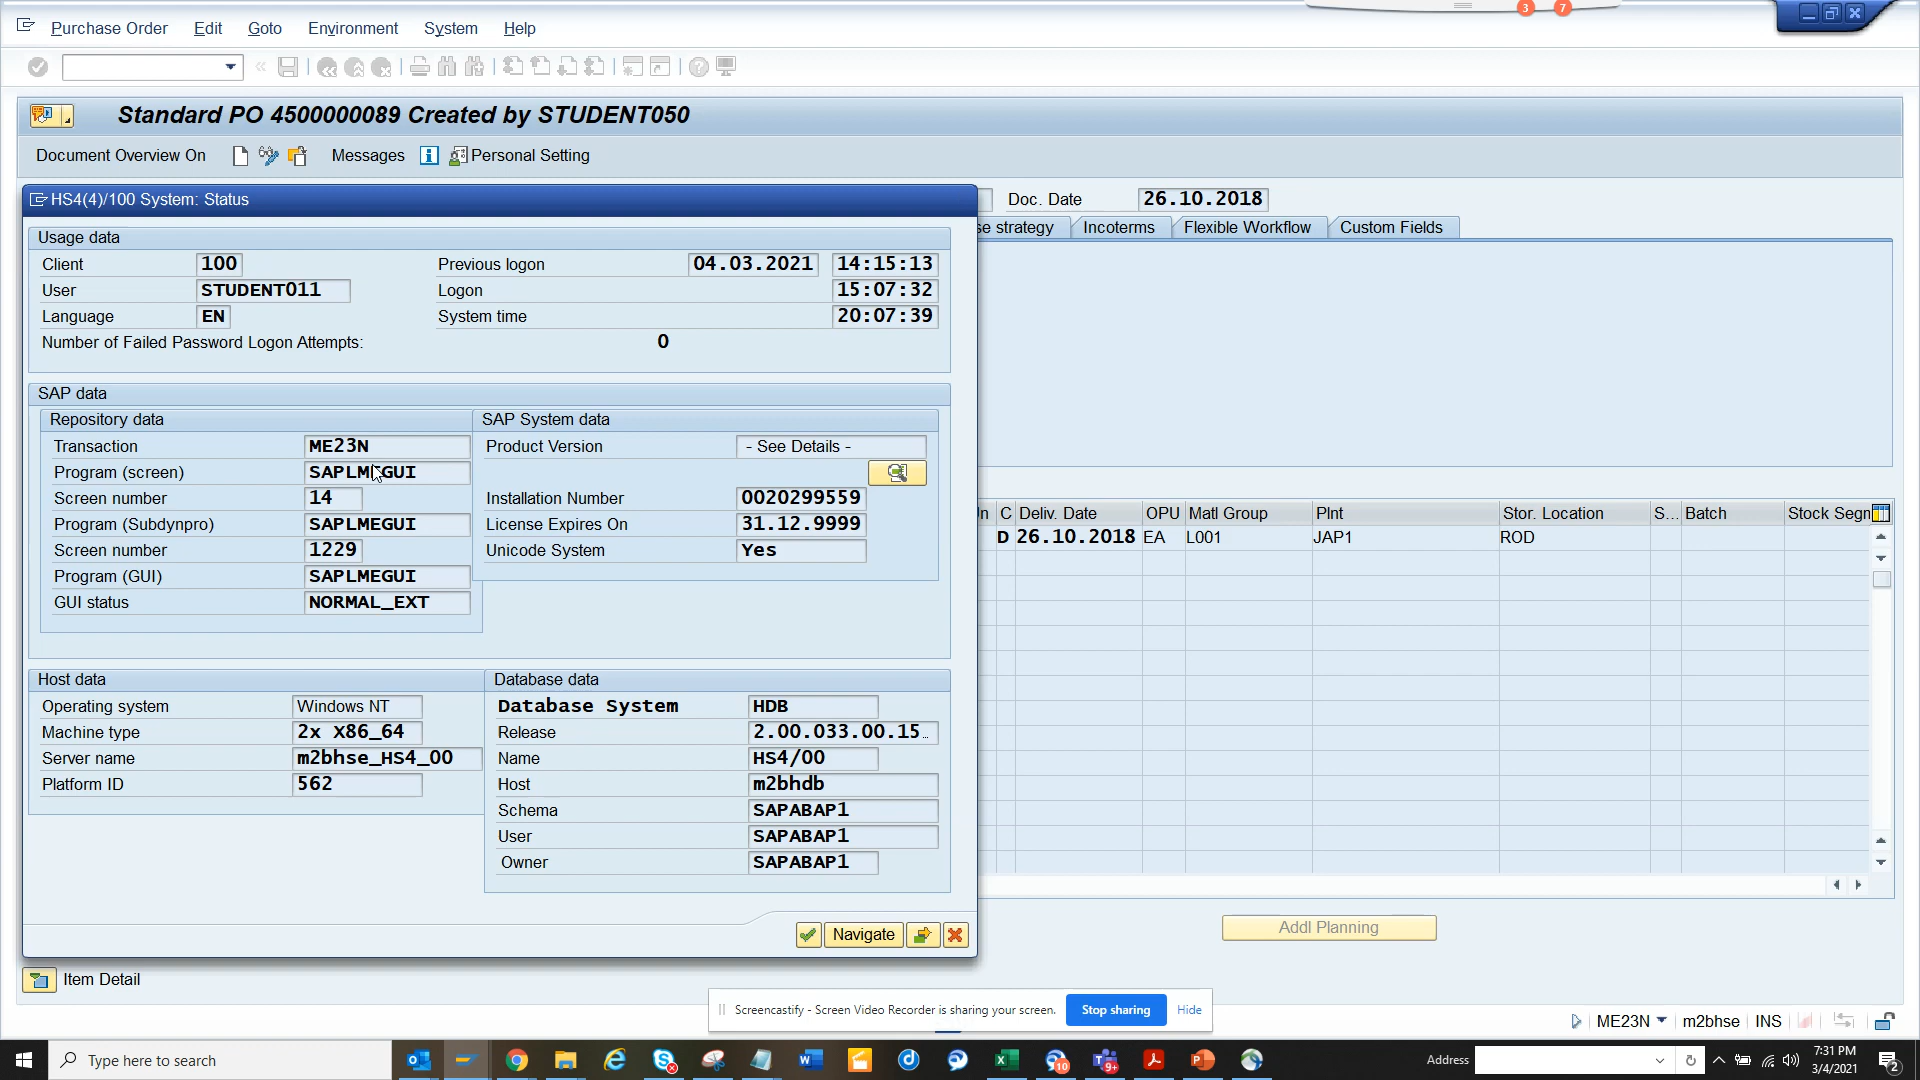 3 7
Purchase Order Edit Goto Environment System Help
Standard PO 4500000089 Created by STUDENT050
Document Overview On Messages Personal Setting
HS4(4)/100 System: Status
Doc. Date 26.10.2018
se strategy Incoterms Flexible Workflow Custom Fields
Usage data
Client 100 Previous logon 04.03.2021 14:15:13
User STUDENT011 Logon 15:07:32
Language EN System time 20:07:39
Number of Failed Password Logon Attempts: 0
SAP data
Repository data SAP System data
Transaction ME23N Product Version - See Details -
Program (screen) SAPLMEGUI
Screen number 14 Installation Number 0020299559
Program (Subdynpro) SAPLMEGUI License Expires On 31.12.9999
Screen number 1229 Unicode System Yes
Program (GUI) SAPLMEGUI
GUI status NORMAL_EXT
C Deliv. Date OPU Matl Group Plnt Stor. Location S... Batch Stock Segn
D 26.10.2018 EA L001 JAP1 ROD
Host data Database data
Operating system Windows NT Database System HDB
Machine type 2x X86_64 Release 2.00.033.00.15…
Server name m2bhse_HS4_00 Name HS4/00
Platform ID 562 Host m2bhdb
Schema SAPABAP1
User SAPABAP1
Owner SAPABAP1
Navigate
Addl Planning
Item Detail
Screencastify - Screen Video Recorder is sharing your screen. Stop sharing Hide
ME23N m2bhse INS
Type here to search
10 9+
Address
7:31 PM
3/4/2021
2